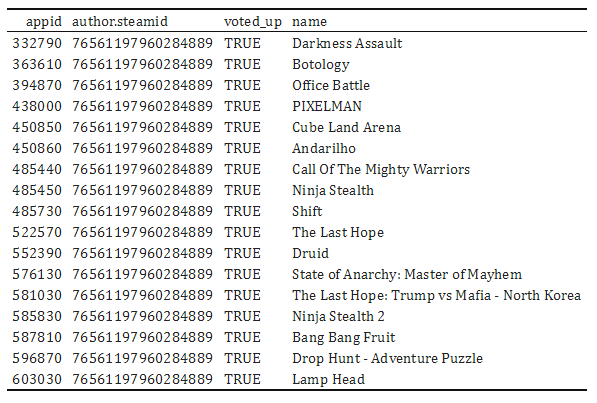 appid author.steamid voted_up name
332790 76561197960284889 TRUE Darkness Assault
363610 76561197960284889 TRUE Botology
394870 76561197960284889 TRUE Office Battle
438000 76561197960284889 TRUE PIXELMAN
450850 76561197960284889 TRUE Cube Land Arena
450860 76561197960284889 TRUE Andarilho
485440 76561197960284889 TRUE Call Of The Mighty Warriors
485450 76561197960284889 TRUE Ninja Stealth
485730 76561197960284889 TRUE Shift
522570 76561197960284889 TRUE The Last Hope
552390 76561197960284889 TRUE Druid
576130 76561197960284889 TRUE State of Anarchy: Master of Mayhem
581030 76561197960284889 TRUE The Last Hope: Trump vs Mafia - North Korea
585830 76561197960284889 TRUE Ninja Stealth 2
587810 76561197960284889 TRUE Bang Bang Fruit
596870 76561197960284889 TRUE Drop Hunt - Adventure Puzzle
603030 76561197960284889 TRUE Lamp Head